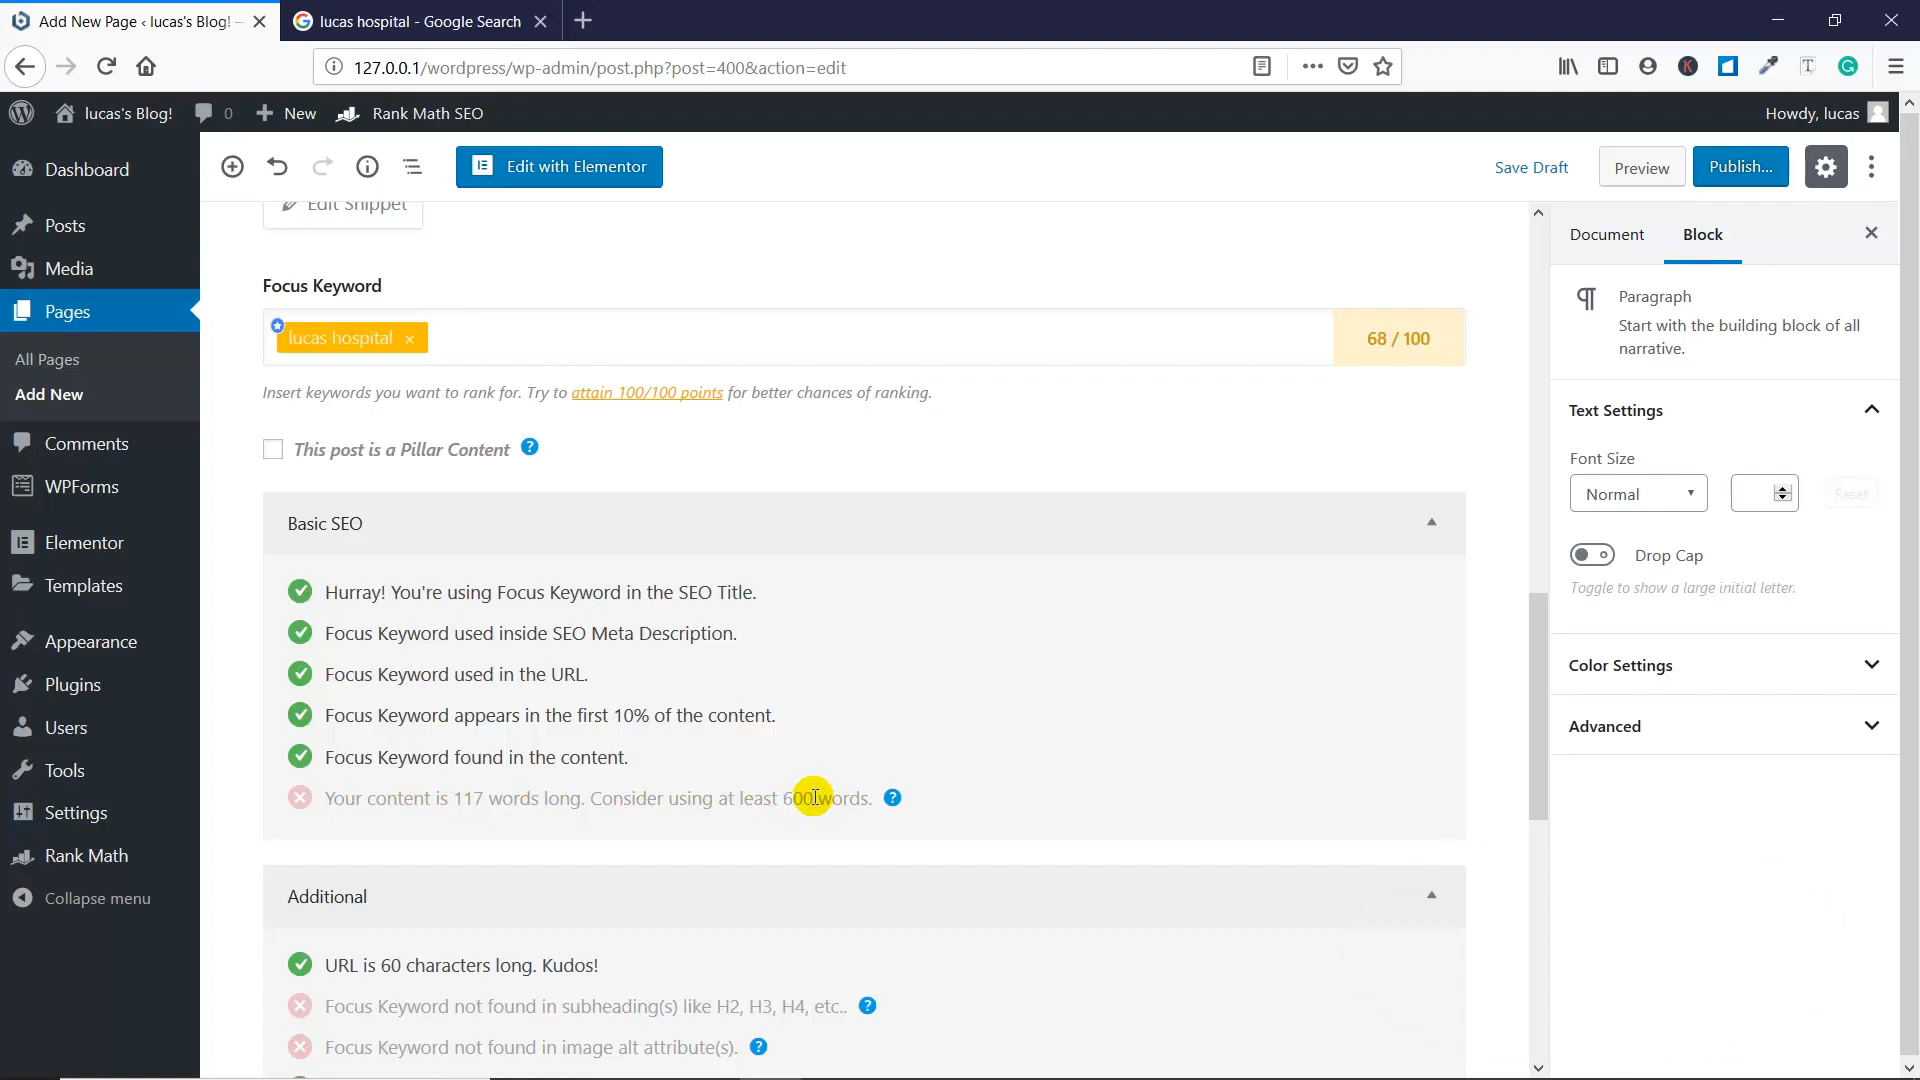 Add New Page ‹ lucas's Blog! —
lucas hospital - Google Search
127.0.0.1/wordpress/wp-admin/post.php?post=400&action=edit
lucas's Blog!
0
New
Rank Math SEO
Howdy, lucas
Dashboard
Posts
Media
Pages
All Pages
Add New
Comments
WPForms
Elementor
Templates
Appearance
Plugins
Users
Tools
Settings
Rank Math
Collapse menu
Edit with Elementor
Save Draft
Preview
Publish...
Edit Snippet
Focus Keyword
lucas hospital ×
68 / 100
Insert keywords you want to rank for. Try to attain 100/100 points for better chances of ranking.
This post is a Pillar Content
Basic SEO
Hurray! You're using Focus Keyword in the SEO Title.
Focus Keyword used inside SEO Meta Description.
Focus Keyword used in the URL.
Focus Keyword appears in the first 10% of the content.
Focus Keyword found in the content.
Your content is 117 words long. Consider using at least 600 words.
Additional
URL is 60 characters long. Kudos!
Focus Keyword not found in subheading(s) like H2, H3, H4, etc..
Focus Keyword not found in image alt attribute(s).
Document
Block
Paragraph
Start with the building block of all
narrative.
Text Settings
Font Size
Normal
Reset
Drop Cap
Toggle to show a large initial letter.
Color Settings
Advanced